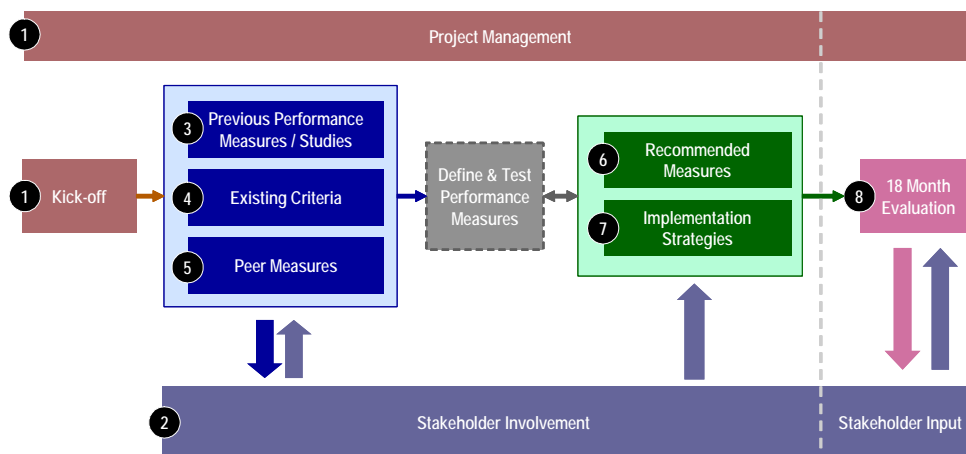 1
Project Management
3
Previous Performance
Measures / Studies
6
Recommended
Measures
1
Kick-off
4
Existing Criteria
Define & Test
Performance
Measures
8
18 Month
Evaluation
7
Implementation
Strategies
5
Peer Measures
2
Stakeholder Involvement
Stakeholder Input